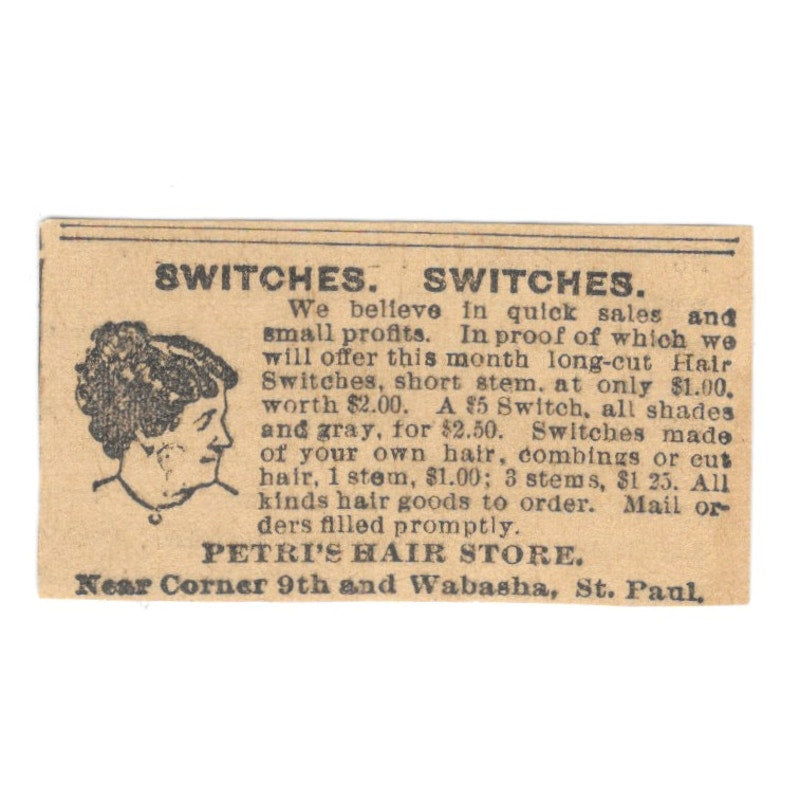 SWITCHES. SWITCHES.
We believe in quick sales and
small profits. In proof of which we
will offer this month long-cut Hair
Switches, short stem. at only $1.00.
worth $2.00. A $5 Switch, all shades
and gray, for $2.50. Switches made
of your own hair, combings or cut
hair, 1 stem, $1.00; 3 stems, $1 25. All
kinds hair goods to order. Mail or-
ders filled promptly.
PETRI'S HAIR STORE.
Near Corner 9th and Wabasha, St. Paul.